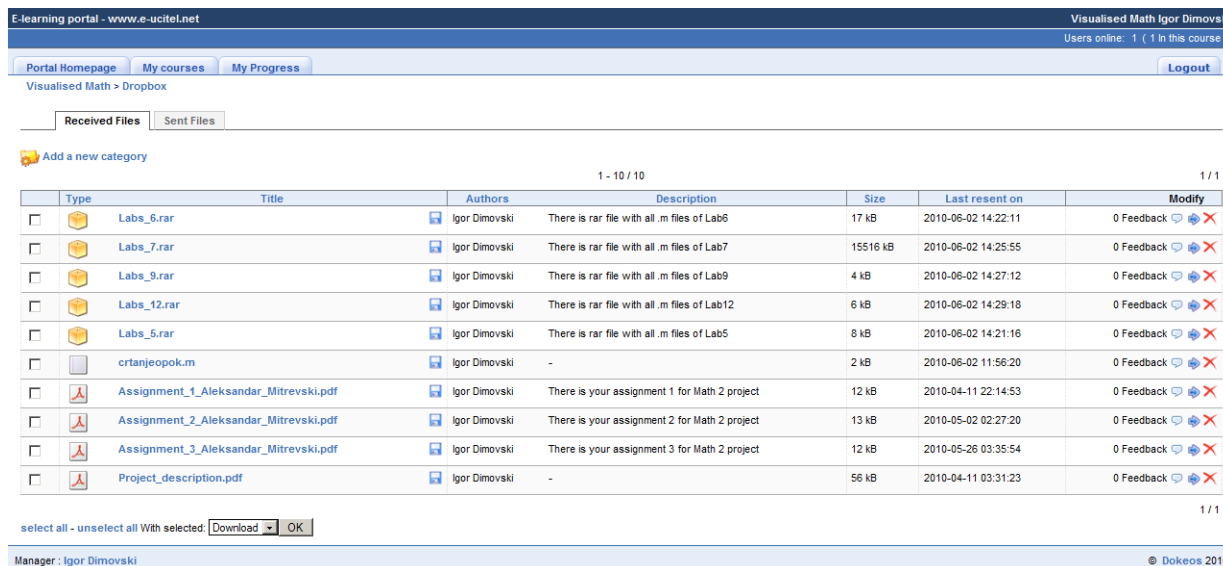 E-learning portal - www.e-ucitel.net Visualised Math Igor Dimovs
Users online: 1 ( 1 In this course
Portal Homepage My courses My Progress Logout
Visualised Math > Dropbox
Received Files Sent Files
Add a new category
1 - 10 / 10 1 / 1
Type Title Authors Description Size Last resent on Modify
Labs_6.rar Igor Dimovski There is rar file with all .m files of Lab6 17 kB 2010-06-02 14:22:11 0 Feedback
Labs_7.rar Igor Dimovski There is rar file with all .m files of Lab7 15516 kB 2010-06-02 14:25:55 0 Feedback
Labs_9.rar Igor Dimovski There is rar file with all .m files of Lab9 4 kB 2010-06-02 14:27:12 0 Feedback
Labs_12.rar Igor Dimovski There is rar file with all .m files of Lab12 6 kB 2010-06-02 14:29:18 0 Feedback
Labs_5.rar Igor Dimovski There is rar file with all .m files of Lab5 8 kB 2010-06-02 14:21:16 0 Feedback
crtanjeopok.m Igor Dimovski - 2 kB 2010-06-02 11:56:20 0 Feedback
Assignment_1_Aleksandar_Mitrevski.pdf Igor Dimovski There is your assignment 1 for Math 2 project 12 kB 2010-04-11 22:14:53 0 Feedback
Assignment_2_Aleksandar_Mitrevski.pdf Igor Dimovski There is your assignment 2 for Math 2 project 13 kB 2010-05-02 02:27:20 0 Feedback
Assignment_3_Aleksandar_Mitrevski.pdf Igor Dimovski There is your assignment 3 for Math 2 project 12 kB 2010-05-26 03:35:54 0 Feedback
Project_description.pdf Igor Dimovski - 56 kB 2010-04-11 03:31:23 0 Feedback
1 / 1
select all - unselect all With selected: Download OK
Manager : Igor Dimovski © Dokeos 201